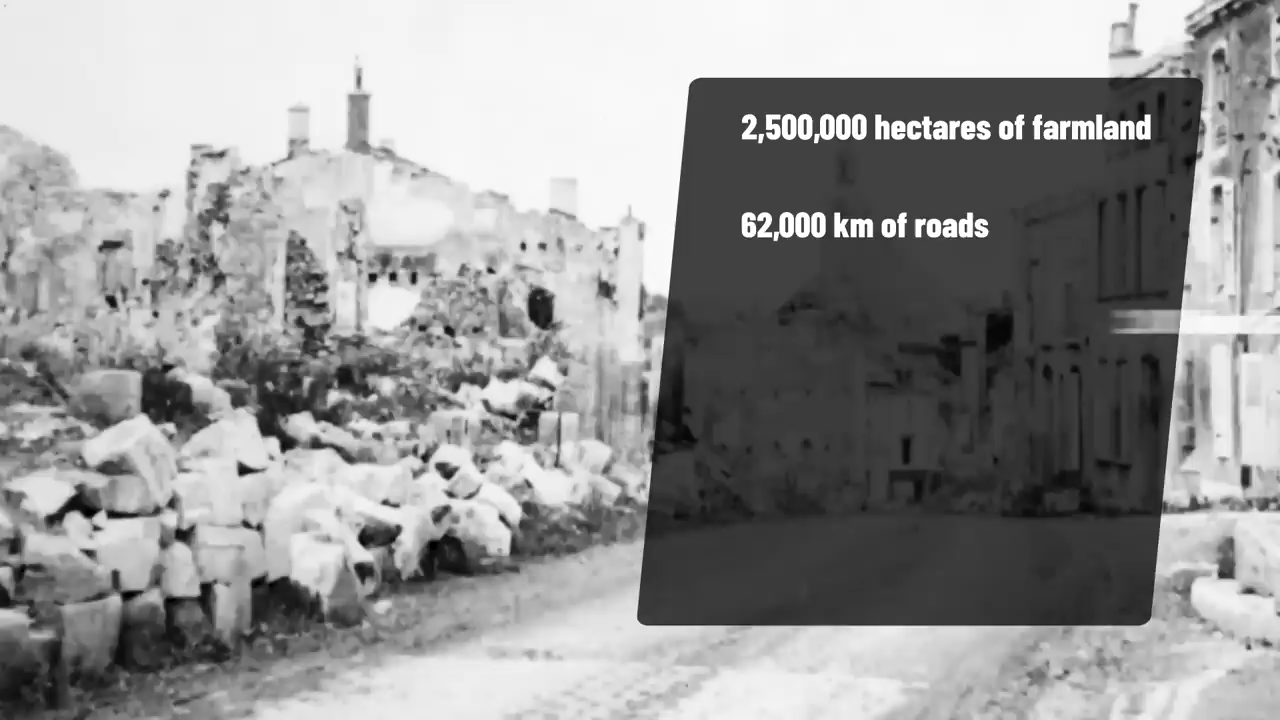 2,500,000 hectares of farmland
62,000 km of roads